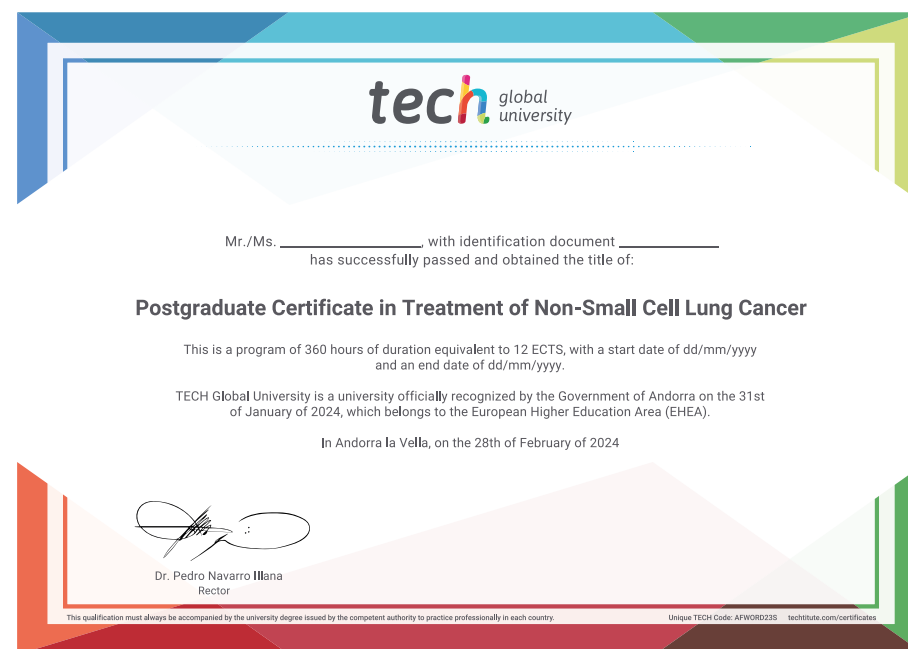 tech global university
Mr./Ms. ____________________, with identification document ______________
has successfully passed and obtained the title of:
Postgraduate Certificate in Treatment of Non-Small Cell Lung Cancer
This is a program of 360 hours of duration equivalent to 12 ECTS, with a start date of dd/mm/yyyy
and an end date of dd/mm/yyyy.
TECH Global University is a university officially recognized by the Government of Andorra on the 31st
of January of 2024, which belongs to the European Higher Education Area (EHEA).
In Andorra la Vella, on the 28th of February of 2024
Dr. Pedro Navarro Illana
Rector
This qualification must always be accompanied by the university degree issued by the competent authority to practice professionally in each country.
Unique TECH Code: AFWORD23S techtitute.com/certificates